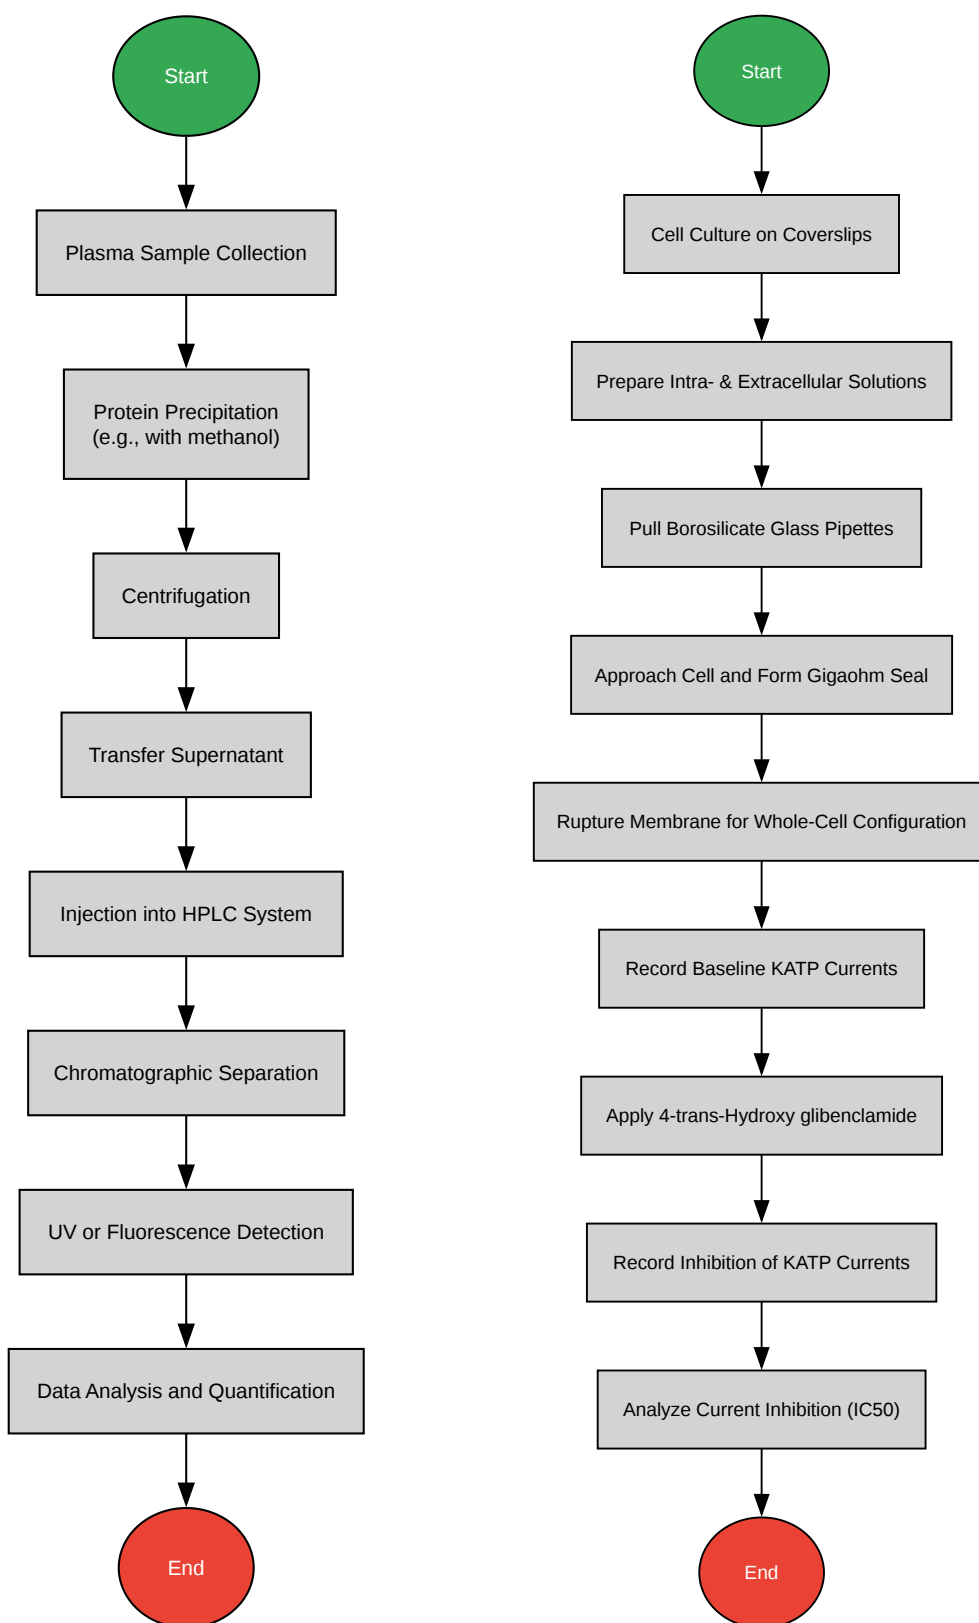 Start
Plasma Sample Collection
Protein Precipitation
(e.g., with methanol)
Centrifugation
Transfer Supernatant
Injection into HPLC System
Chromatographic Separation
UV or Fluorescence Detection
Data Analysis and Quantification
End
Start
Cell Culture on Coverslips
Prepare Intra- & Extracellular Solutions
Pull Borosilicate Glass Pipettes
Approach Cell and Form Gigaohm Seal
Rupture Membrane for Whole-Cell Configuration
Record Baseline KATP Currents
Apply 4-trans-Hydroxy glibenclamide
Record Inhibition of KATP Currents
Analyze Current Inhibition (IC50)
End